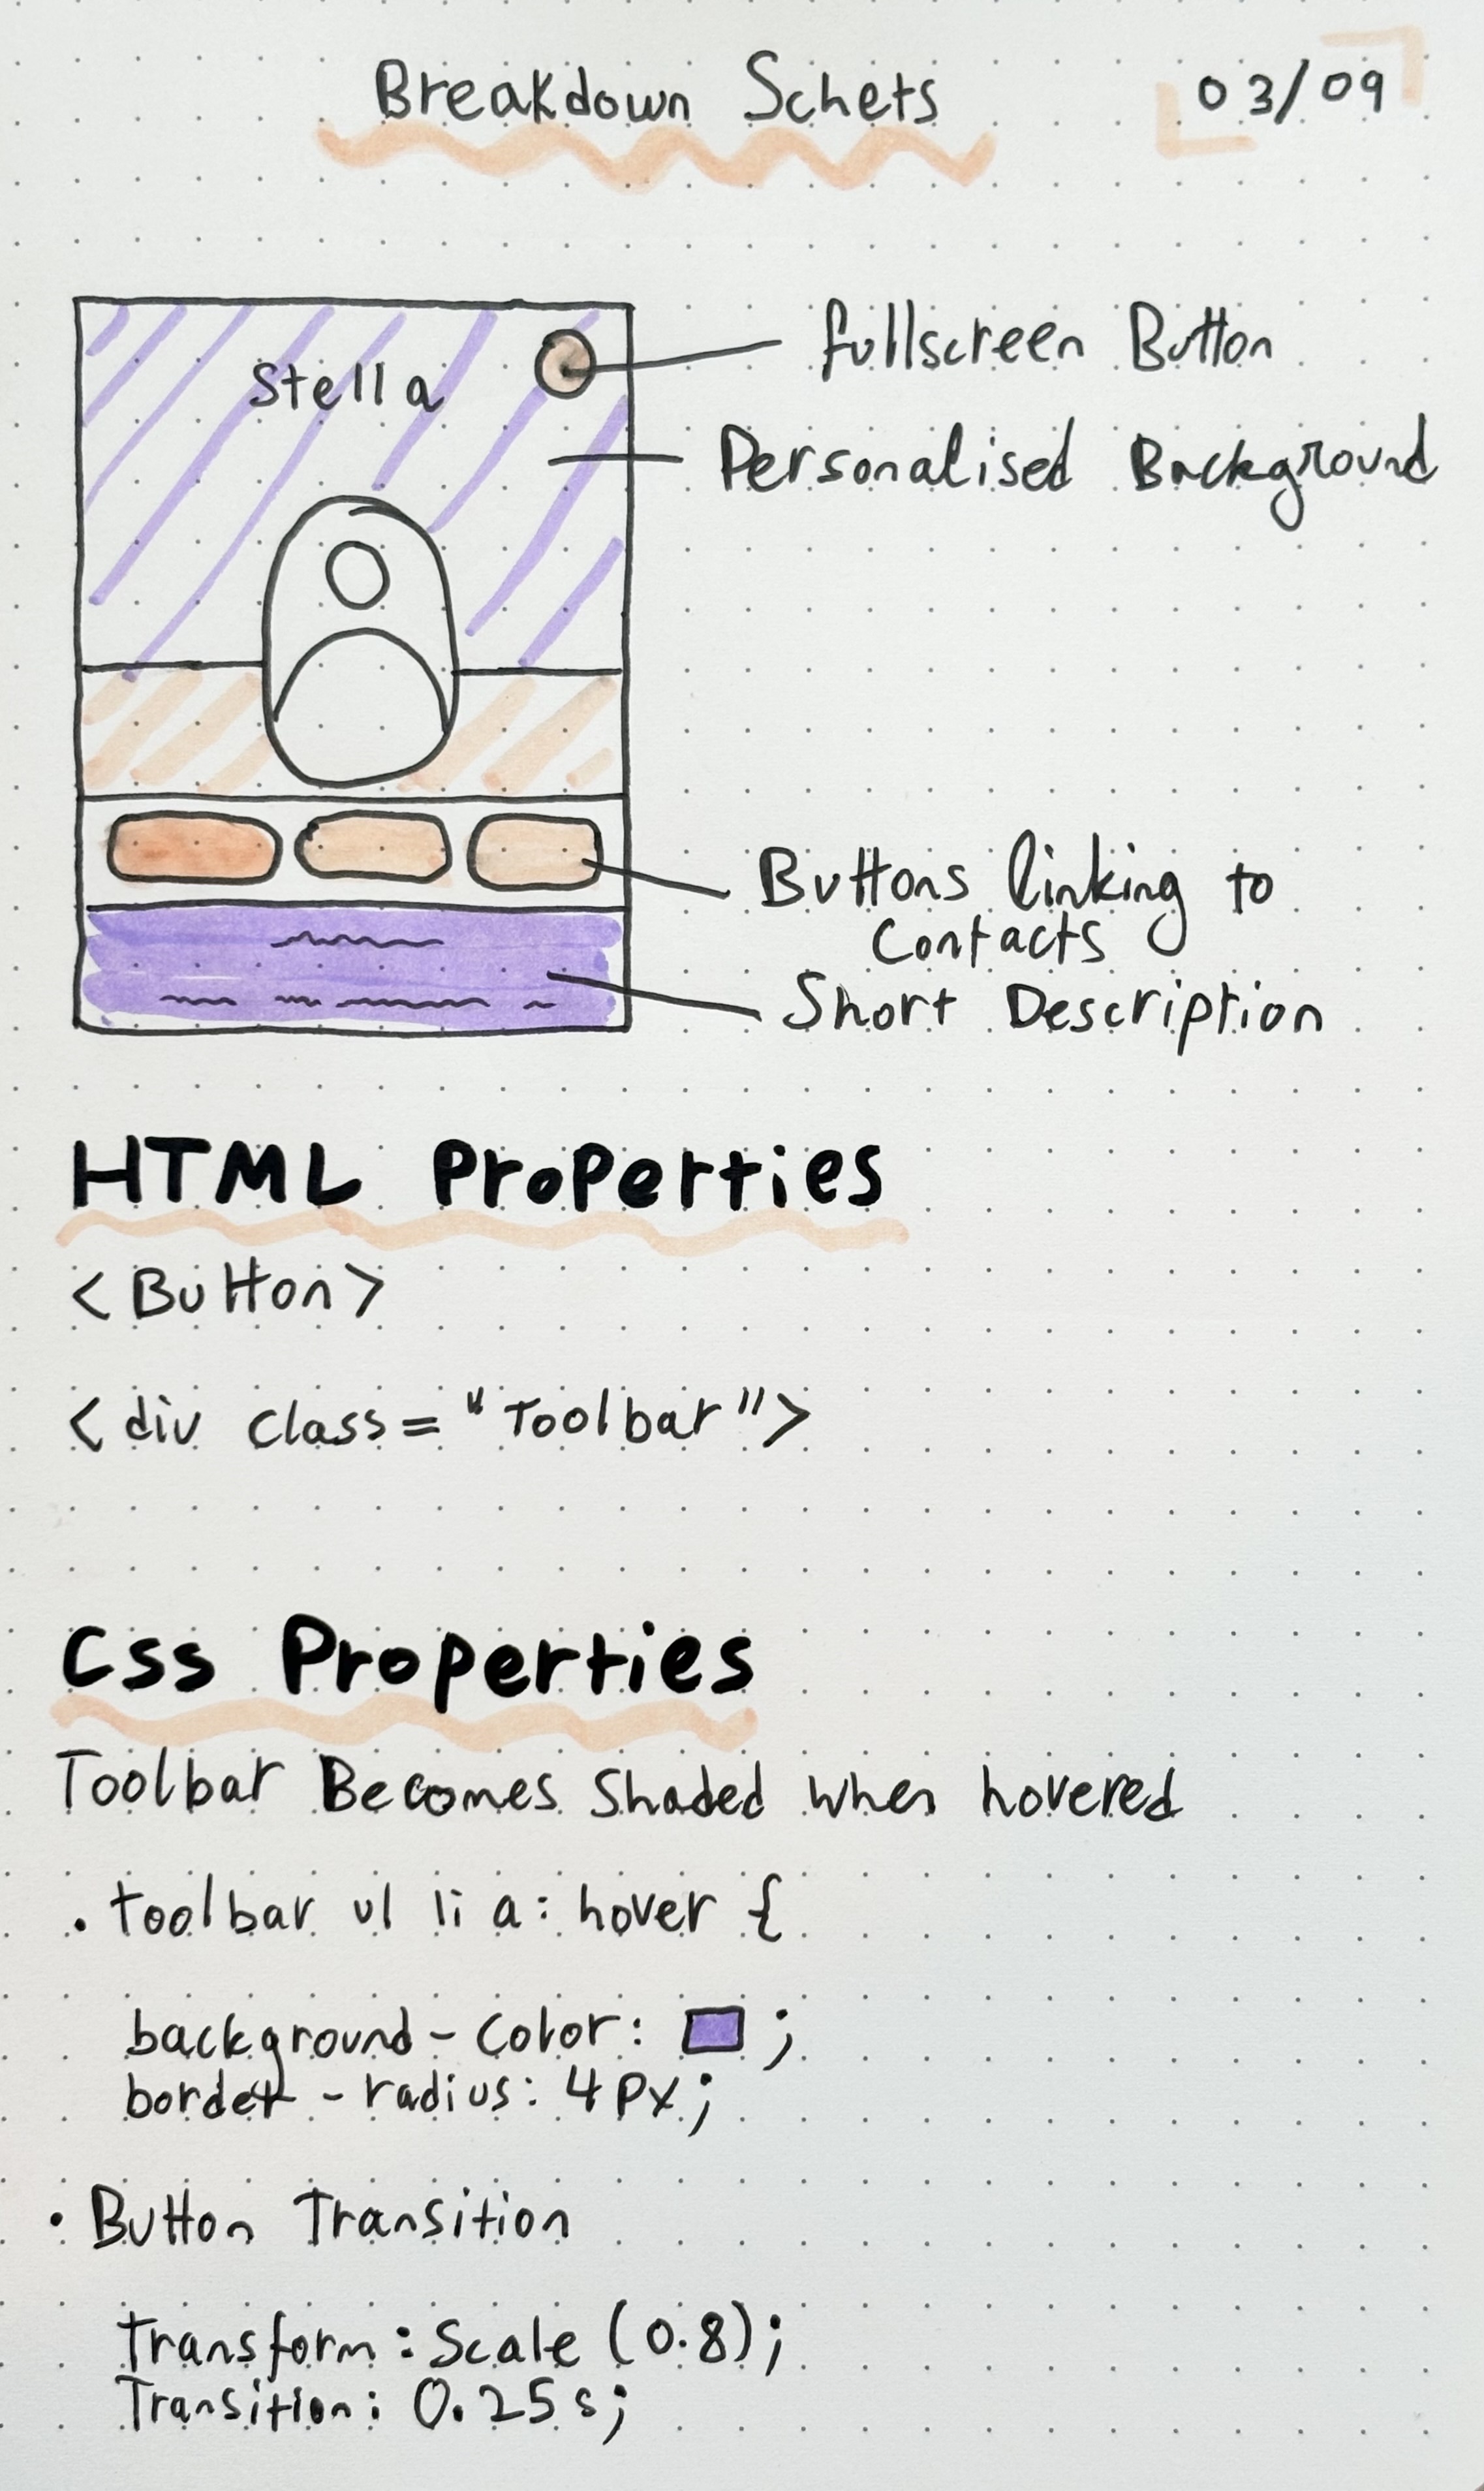 Breakdown Schets
03/09
Stella
fullscreen Button
Personalised Background
Buttons linking to
Contacts
Short Description
HTML Properties
<Button>
<div class="Toolbar">
Css Properties
Toolbar Becomes Shaded when hovered
.toolbar ul li a:hover {
background-color: ;
border-radius: 4px;
• Button Transition
Transform: Scale (0.8);
Transition: 0.25s;